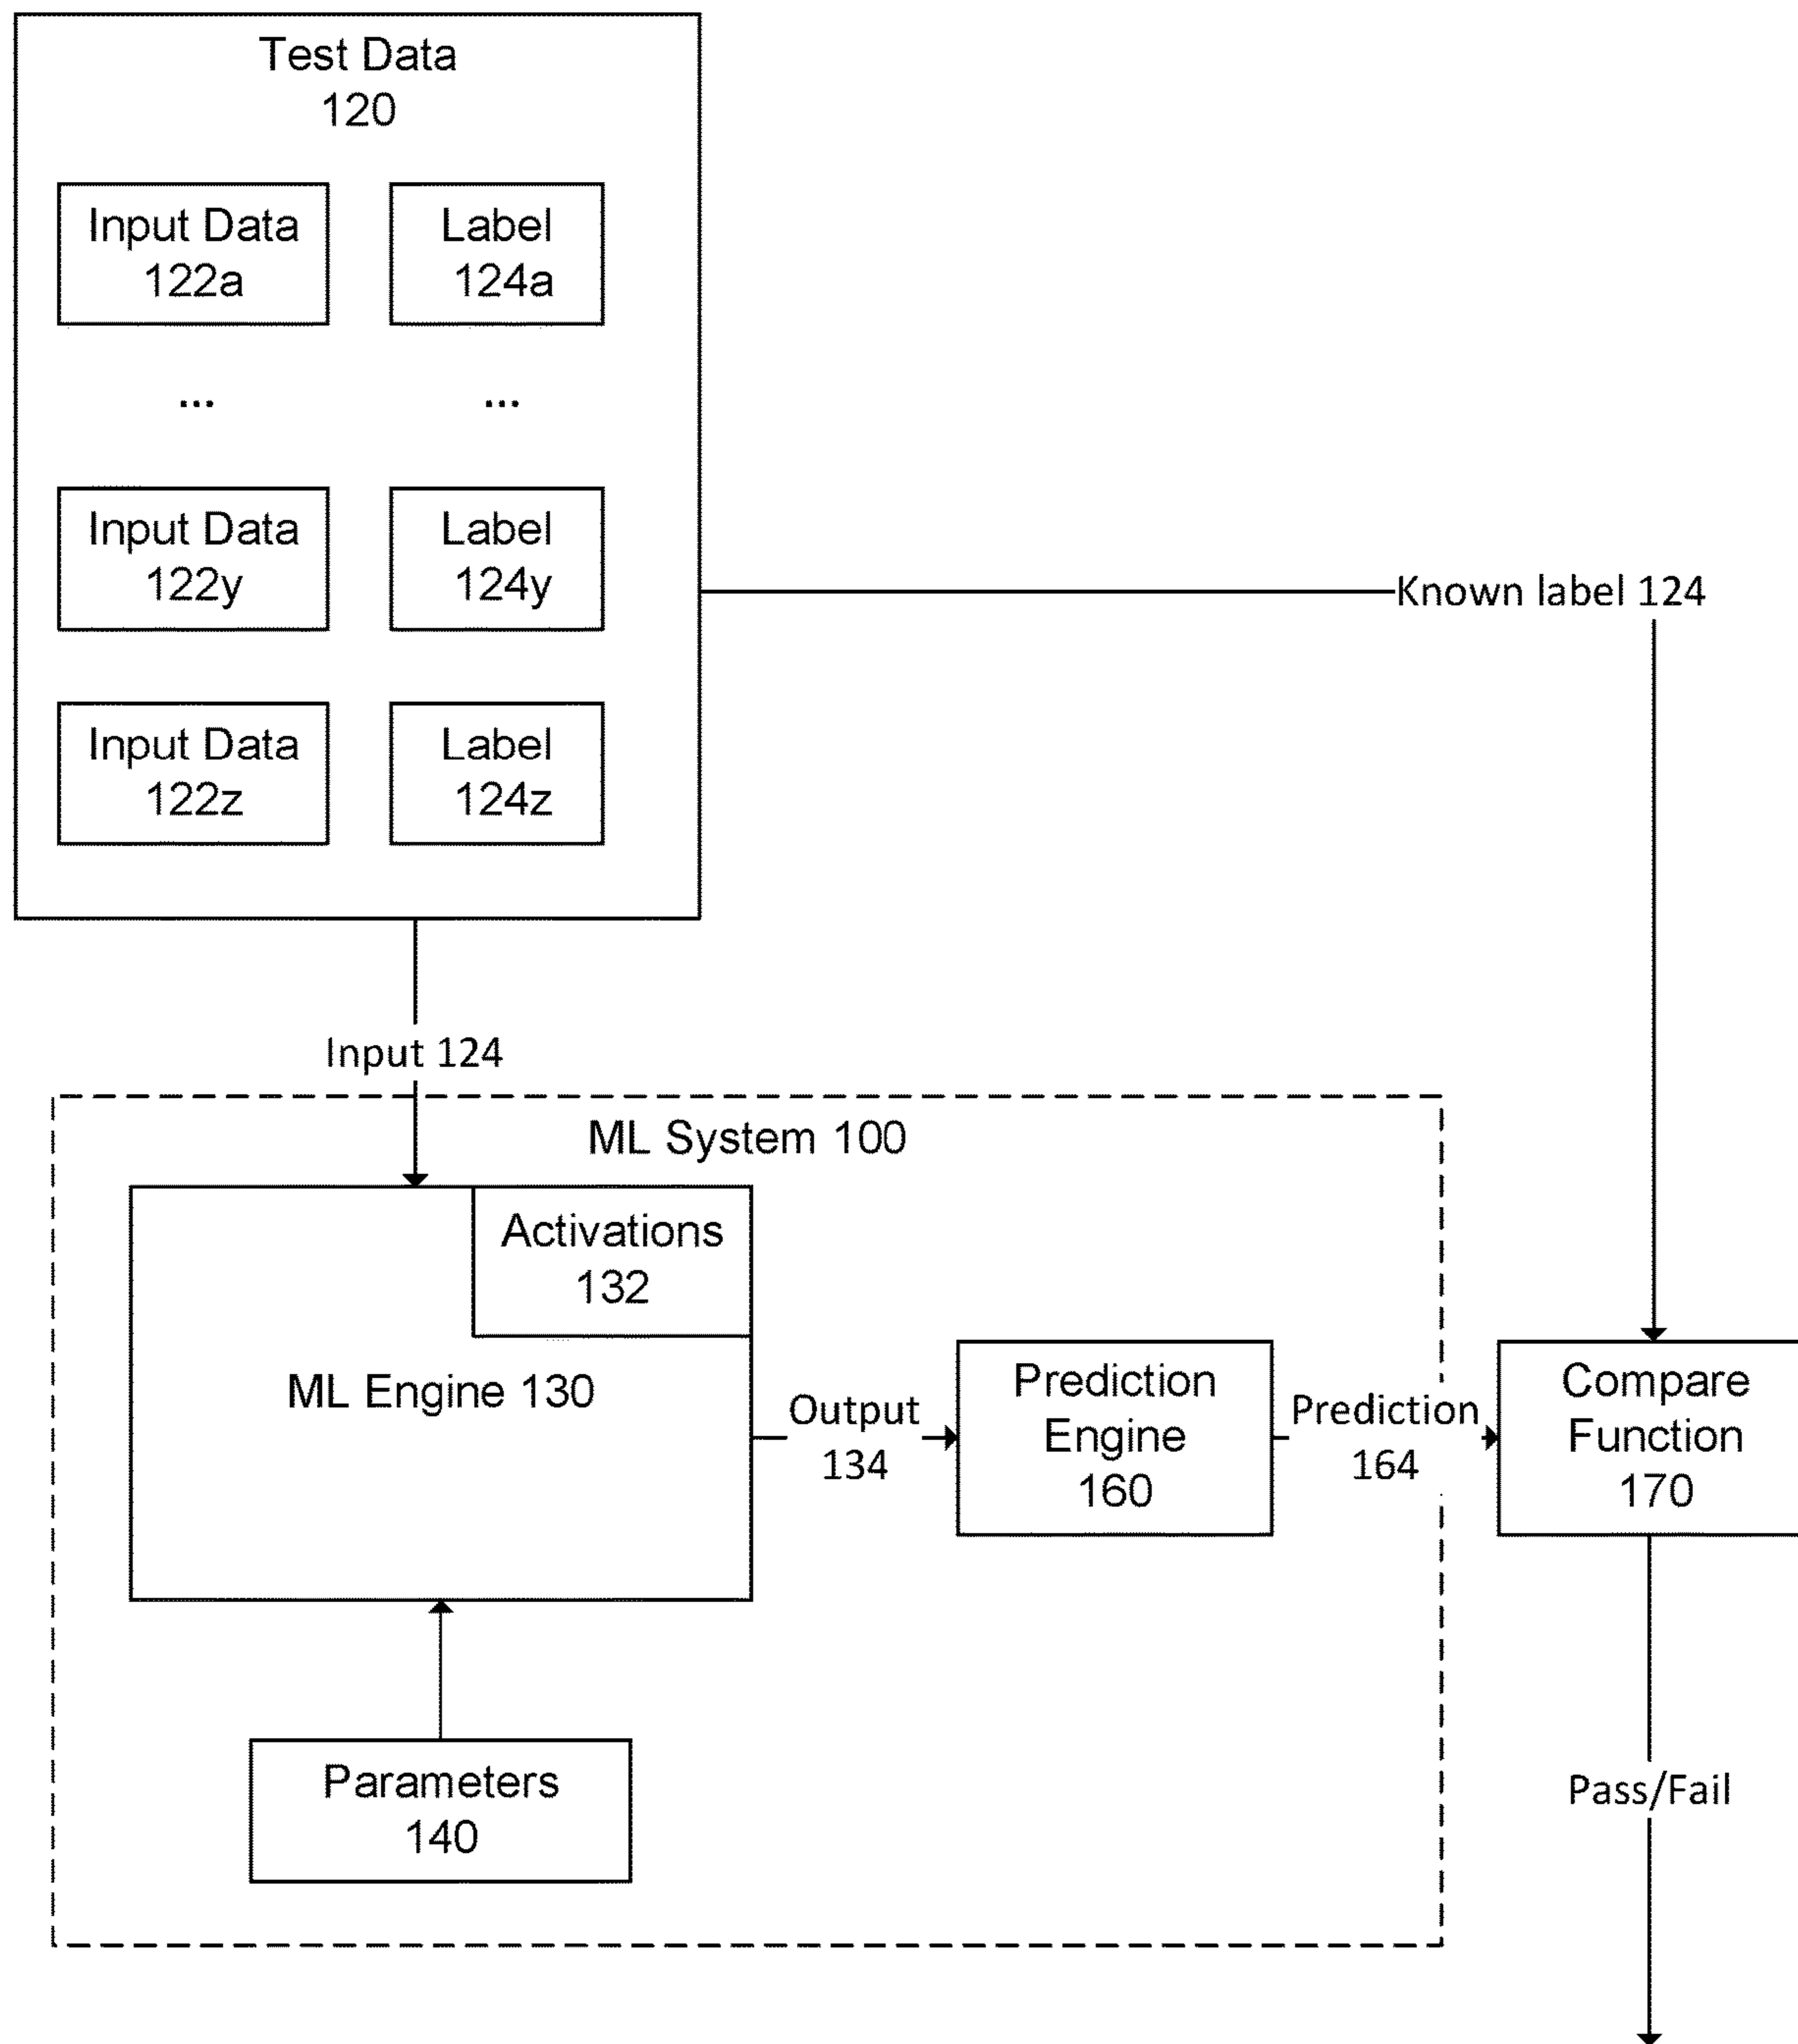 Test Data
120
Input Data
122a
Label
124a
...
...
Input Data
122y
Label
124y
Known label 124
Input Data
122z
Label
124z
Input 124
ML System 100
Activations
132
ML Engine 130
Output
134
Prediction
Engine
160
Prediction
164
Compare
Function
170
Parameters
140
Pass/Fail